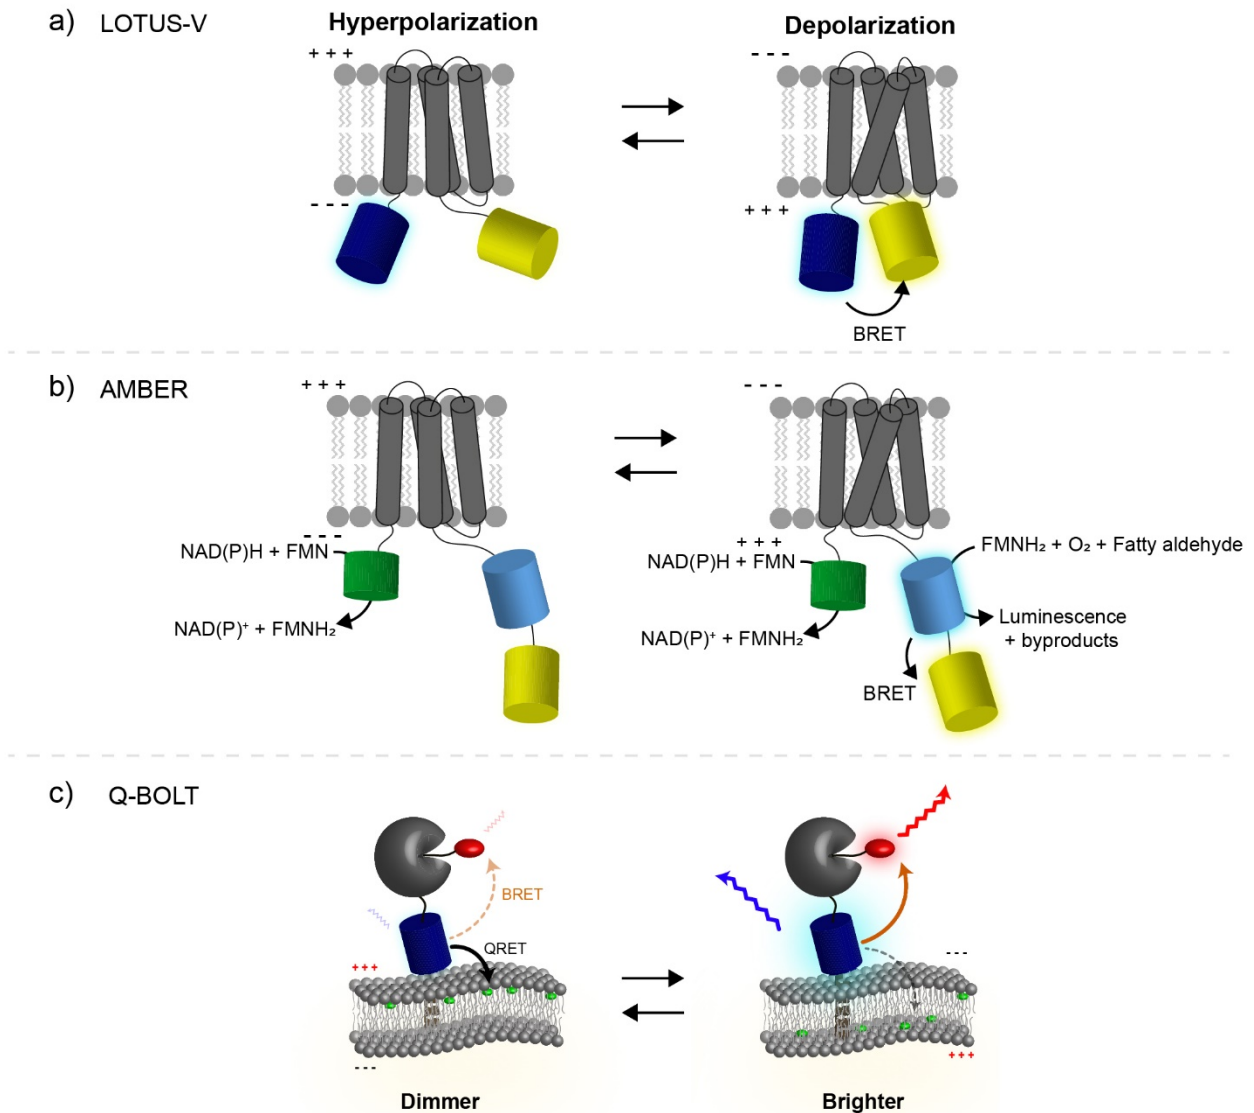 a) LOTUS-V
Hyperpolarization
Depolarization
+ + +
- - -
- - -
+ + +
BRET
b) AMBER
+ + +
- - -
- - -
NAD(P)H + FMN
NAD(P)⁺ + FMNH₂
+ + +
NAD(P)H + FMN
NAD(P)⁺ + FMNH₂
FMNH₂ + O₂ + Fatty aldehyde
Luminescence
+ byproducts
BRET
c) Q-BOLT
BRET
QRET
+++
- - -
Dimmer
- - -
+++
Brighter